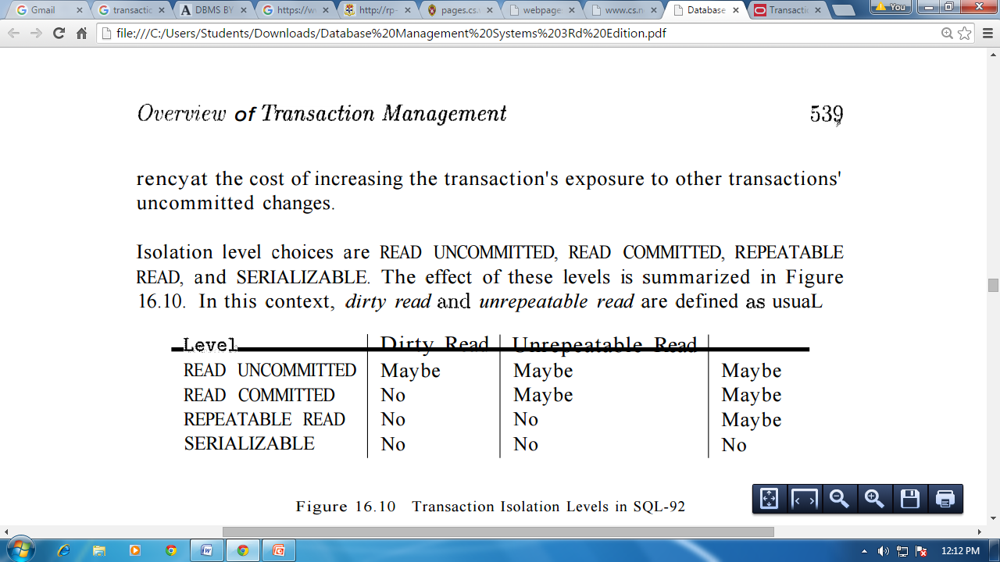 Gmail transactic DBMS BY https://w http://rp- pages.cs. webpage www.cs.n Database Transactio You
file:///C:/Users/Students/Downloads/Database%20Management%20Systems%203Rd%20Edition.pdf
Overview of Transaction Management 539
rencyat the cost of increasing the transaction's exposure to other transactions'
uncommitted changes.
Isolation level choices are READ UNCOMMITTED, READ COMMITTED, REPEATABLE
READ, and SERIALIZABLE. The effect of these levels is summarized in Figure
16.10. In this context, dirty read and unrepeatable read are defined as usuaL
Level Dirty Read Unrepeatable Read
READ UNCOMMITTED Maybe Maybe Maybe
READ COMMITTED No Maybe Maybe
REPEATABLE READ No No Maybe
SERIALIZABLE No No No
Figure 16.10 Transaction Isolation Levels in SQL-92
12:12 PM